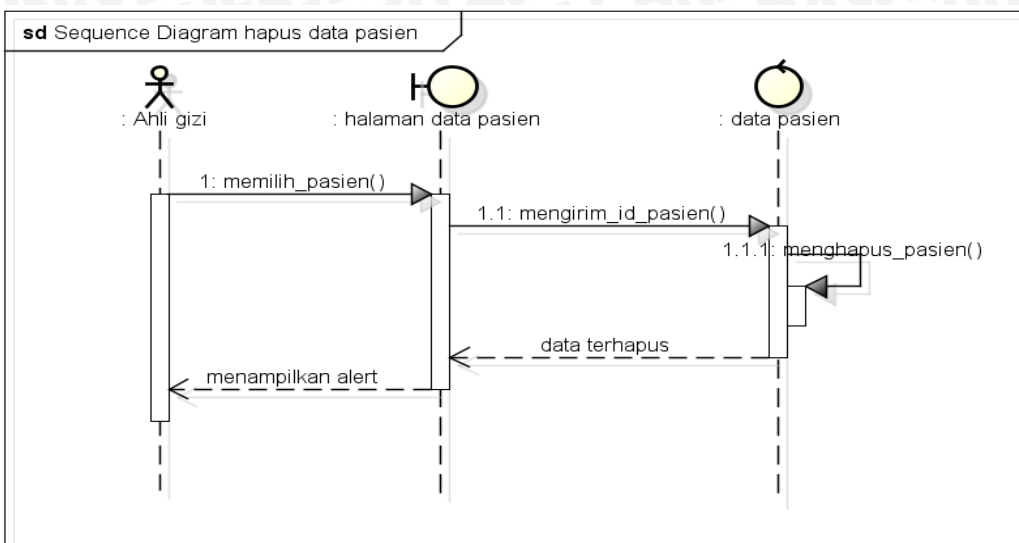 sd Sequence Diagram hapus data pasien
: Ahli gizi
: halaman data pasien
: data pasien
1: memilih_pasien()
1.1: mengirim_id_pasien()
1.1.1: menghapus_pasien()
data terhapus
menampilkan alert